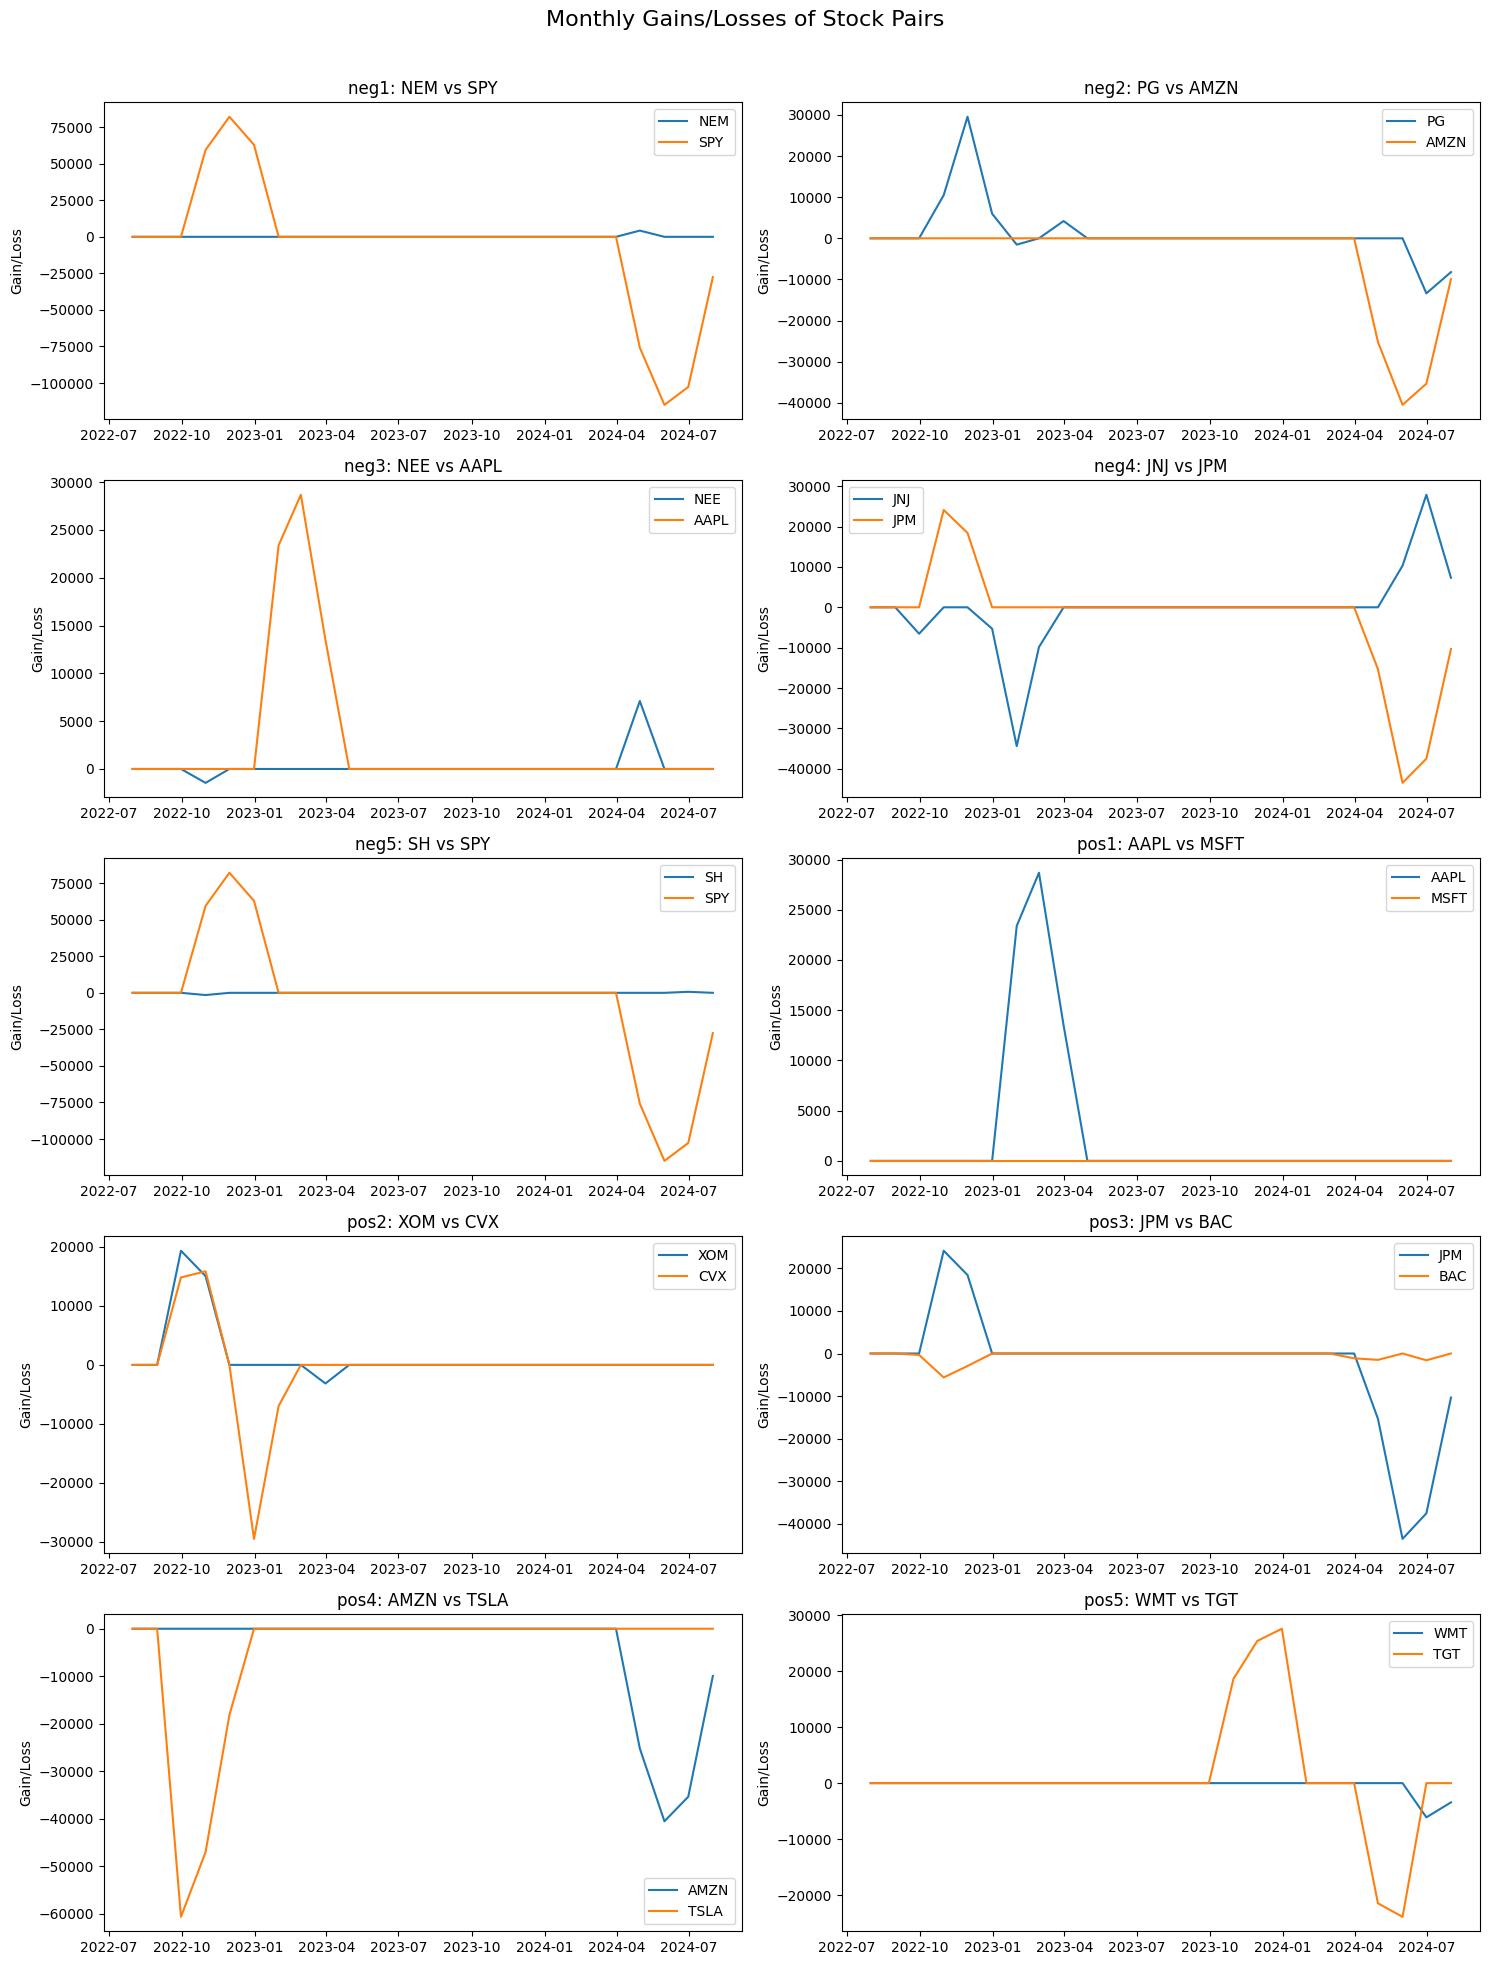 Monthly Gains/Losses of Stock Pairs
neg1: NEM vs SPY
NEM
SPY
Gain/Loss
75000
50000
25000
0
−25000
−50000
−75000
−100000
2022-07 2022-10 2023-01 2023-04 2023-07 2023-10 2024-01 2024-04 2024-07
neg2: PG vs AMZN
PG
AMZN
Gain/Loss
30000
20000
10000
0
−10000
−20000
−30000
−40000
2022-07 2022-10 2023-01 2023-04 2023-07 2023-10 2024-01 2024-04 2024-07
neg3: NEE vs AAPL
NEE
AAPL
Gain/Loss
30000
25000
20000
15000
10000
5000
0
2022-07 2022-10 2023-01 2023-04 2023-07 2023-10 2024-01 2024-04 2024-07
neg4: JNJ vs JPM
JNJ
JPM
Gain/Loss
30000
20000
10000
0
−10000
−20000
−30000
−40000
2022-07 2022-10 2023-01 2023-04 2023-07 2023-10 2024-01 2024-04 2024-07
neg5: SH vs SPY
SH
SPY
Gain/Loss
75000
50000
25000
0
−25000
−50000
−75000
−100000
2022-07 2022-10 2023-01 2023-04 2023-07 2023-10 2024-01 2024-04 2024-07
pos1: AAPL vs MSFT
AAPL
MSFT
Gain/Loss
30000
25000
20000
15000
10000
5000
0
2022-07 2022-10 2023-01 2023-04 2023-07 2023-10 2024-01 2024-04 2024-07
pos2: XOM vs CVX
XOM
CVX
Gain/Loss
20000
10000
0
−10000
−20000
−30000
2022-07 2022-10 2023-01 2023-04 2023-07 2023-10 2024-01 2024-04 2024-07
pos3: JPM vs BAC
JPM
BAC
Gain/Loss
20000
10000
0
−10000
−20000
−30000
−40000
2022-07 2022-10 2023-01 2023-04 2023-07 2023-10 2024-01 2024-04 2024-07
pos4: AMZN vs TSLA
Gain/Loss
0
−10000
−20000
−30000
−40000
−50000
−60000
AMZN
TSLA
2022-07 2022-10 2023-01 2023-04 2023-07 2023-10 2024-01 2024-04 2024-07
pos5: WMT vs TGT
WMT
TGT
Gain/Loss
30000
20000
10000
0
−10000
−20000
2022-07 2022-10 2023-01 2023-04 2023-07 2023-10 2024-01 2024-04 2024-07